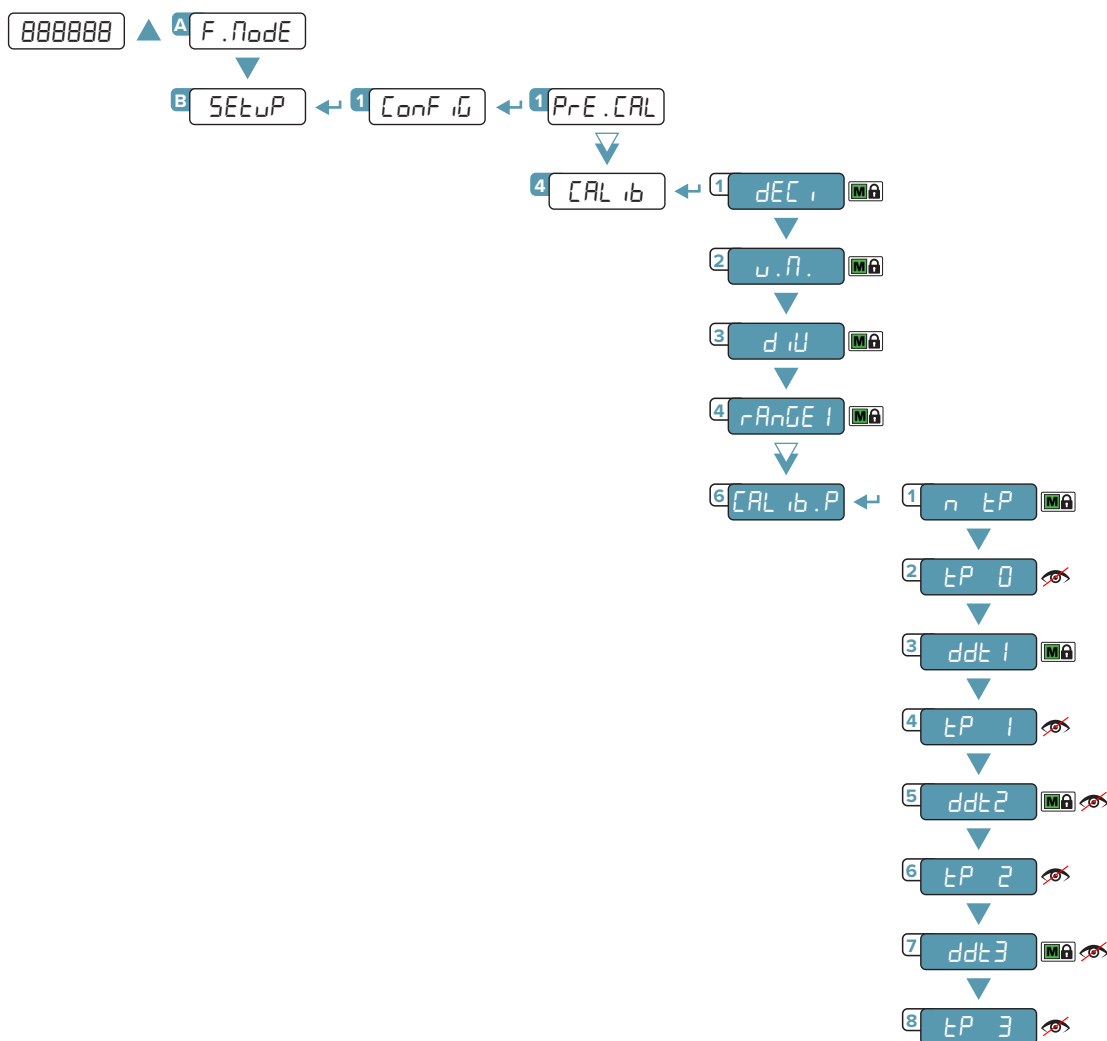 888888 A F.ModE
B SEtuP 1 ConFiG 1 PrE.CAL
4 CALib 1 dECi M
2 u.M. M
3 diU M
4 rAnGE1 M
6 CALib.P 1 n tP M
2 tP 0
3 ddt1 M
4 tP 1
5 ddt2 M
6 tP 2
7 ddt3 M
8 tP 3